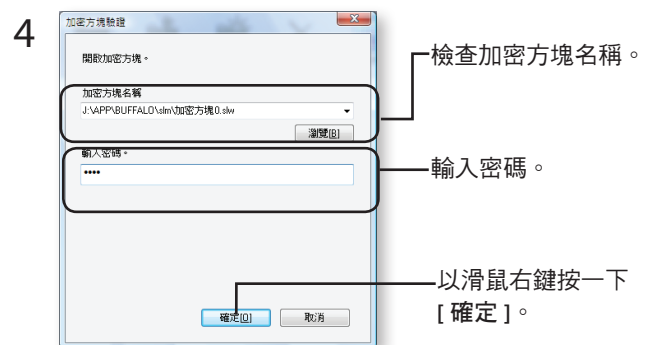 4
加密方塊驗證
開啟加密方塊。
加密方塊名稱
J:\APP\BUFFALO\slm\加密方塊0.slw
瀏覽[B]
輸入密碼。
••••
確定[O]
取消
檢查加密方塊名稱。
輸入密碼。
以滑鼠右鍵按一下
[ 確定 ]。